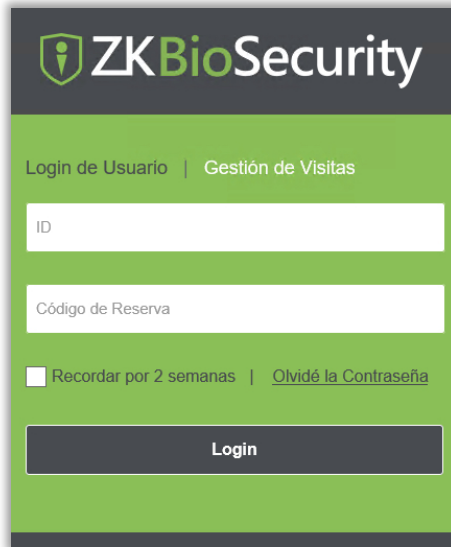 ZKBioSecurity
Login de Usuario | Gestión de Visitas
ID
Código de Reserva
Recordar por 2 semanas | Olvidé la Contraseña
Login